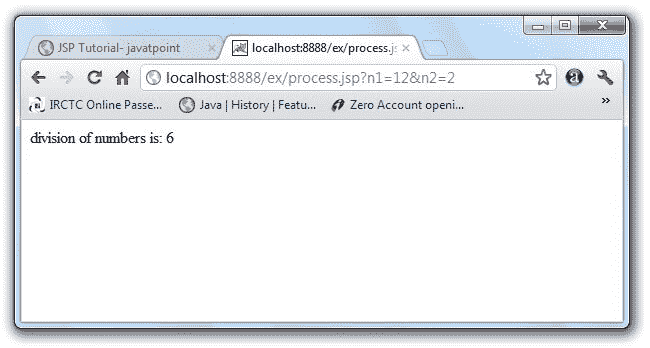 JSP Tutorial- javatpoint
localhost:8888/ex/process.js
localhost:8888/ex/process.jsp?n1=12&n2=2
IRCTC Online Passe...
Java | History | Featu...
Zero Account openi...
»
division of numbers is: 6